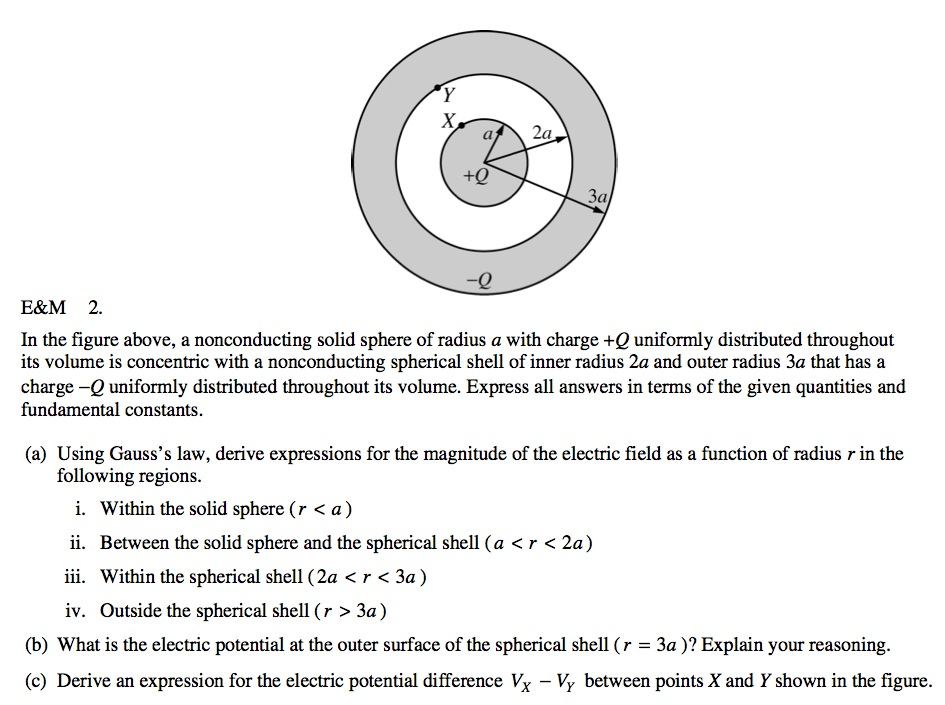 Y
X
a
2a
+Q
3a
−Q
E&M 2.
In the figure above, a nonconducting solid sphere of radius a with charge +Q uniformly distributed throughout
its volume is concentric with a nonconducting spherical shell of inner radius 2a and outer radius 3a that has a
charge −Q uniformly distributed throughout its volume. Express all answers in terms of the given quantities and
fundamental constants.
(a) Using Gauss's law, derive expressions for the magnitude of the electric field as a function of radius r in the
following regions.
i. Within the solid sphere (r < a)
ii. Between the solid sphere and the spherical shell (a < r < 2a)
iii. Within the spherical shell (2a < r < 3a)
iv. Outside the spherical shell (r > 3a)
(b) What is the electric potential at the outer surface of the spherical shell (r = 3a)? Explain your reasoning.
(c) Derive an expression for the electric potential difference V_X − V_Y between points X and Y shown in the figure.